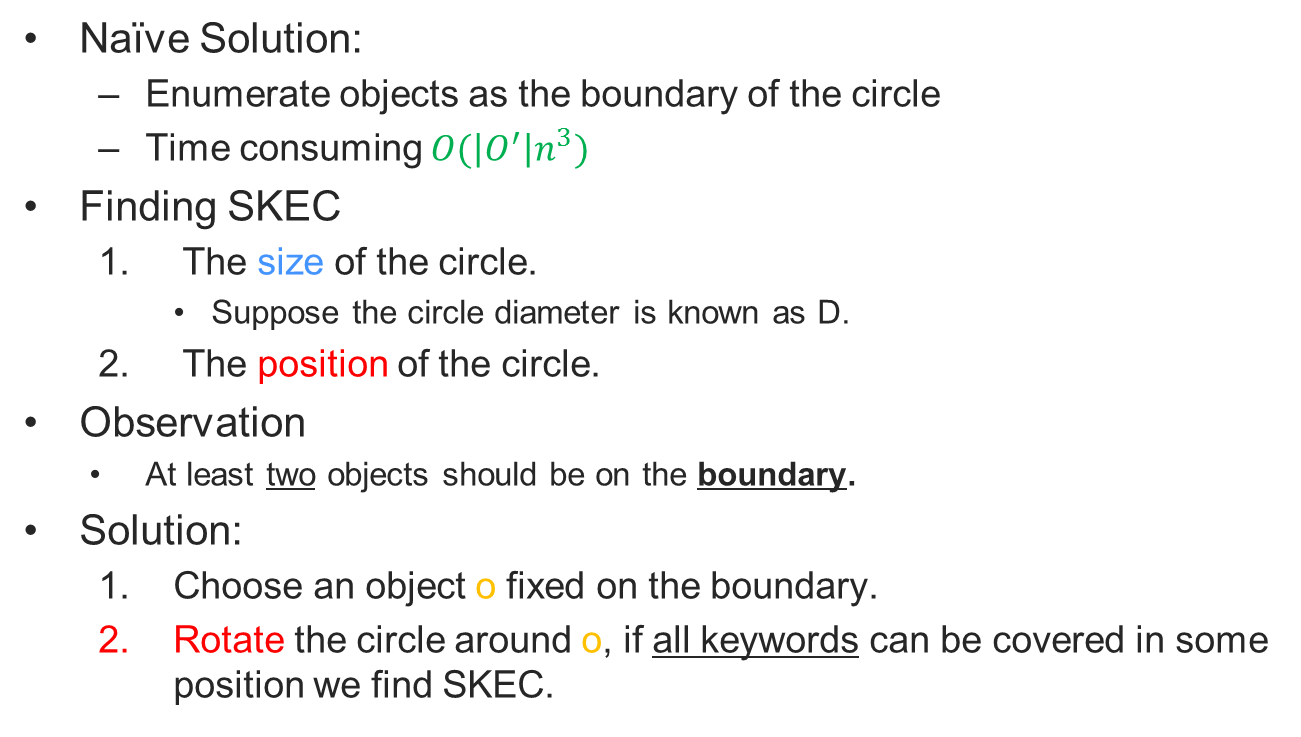 • Naïve Solution:
– Enumerate objects as the boundary of the circle
– Time consuming O(|O′|n³)
• Finding SKEC
1. The size of the circle.
• Suppose the circle diameter is known as D.
2. The position of the circle.
• Observation
• At least two objects should be on the boundary.
• Solution:
1. Choose an object o fixed on the boundary.
2. Rotate the circle around o, if all keywords can be covered in some
position we find SKEC.